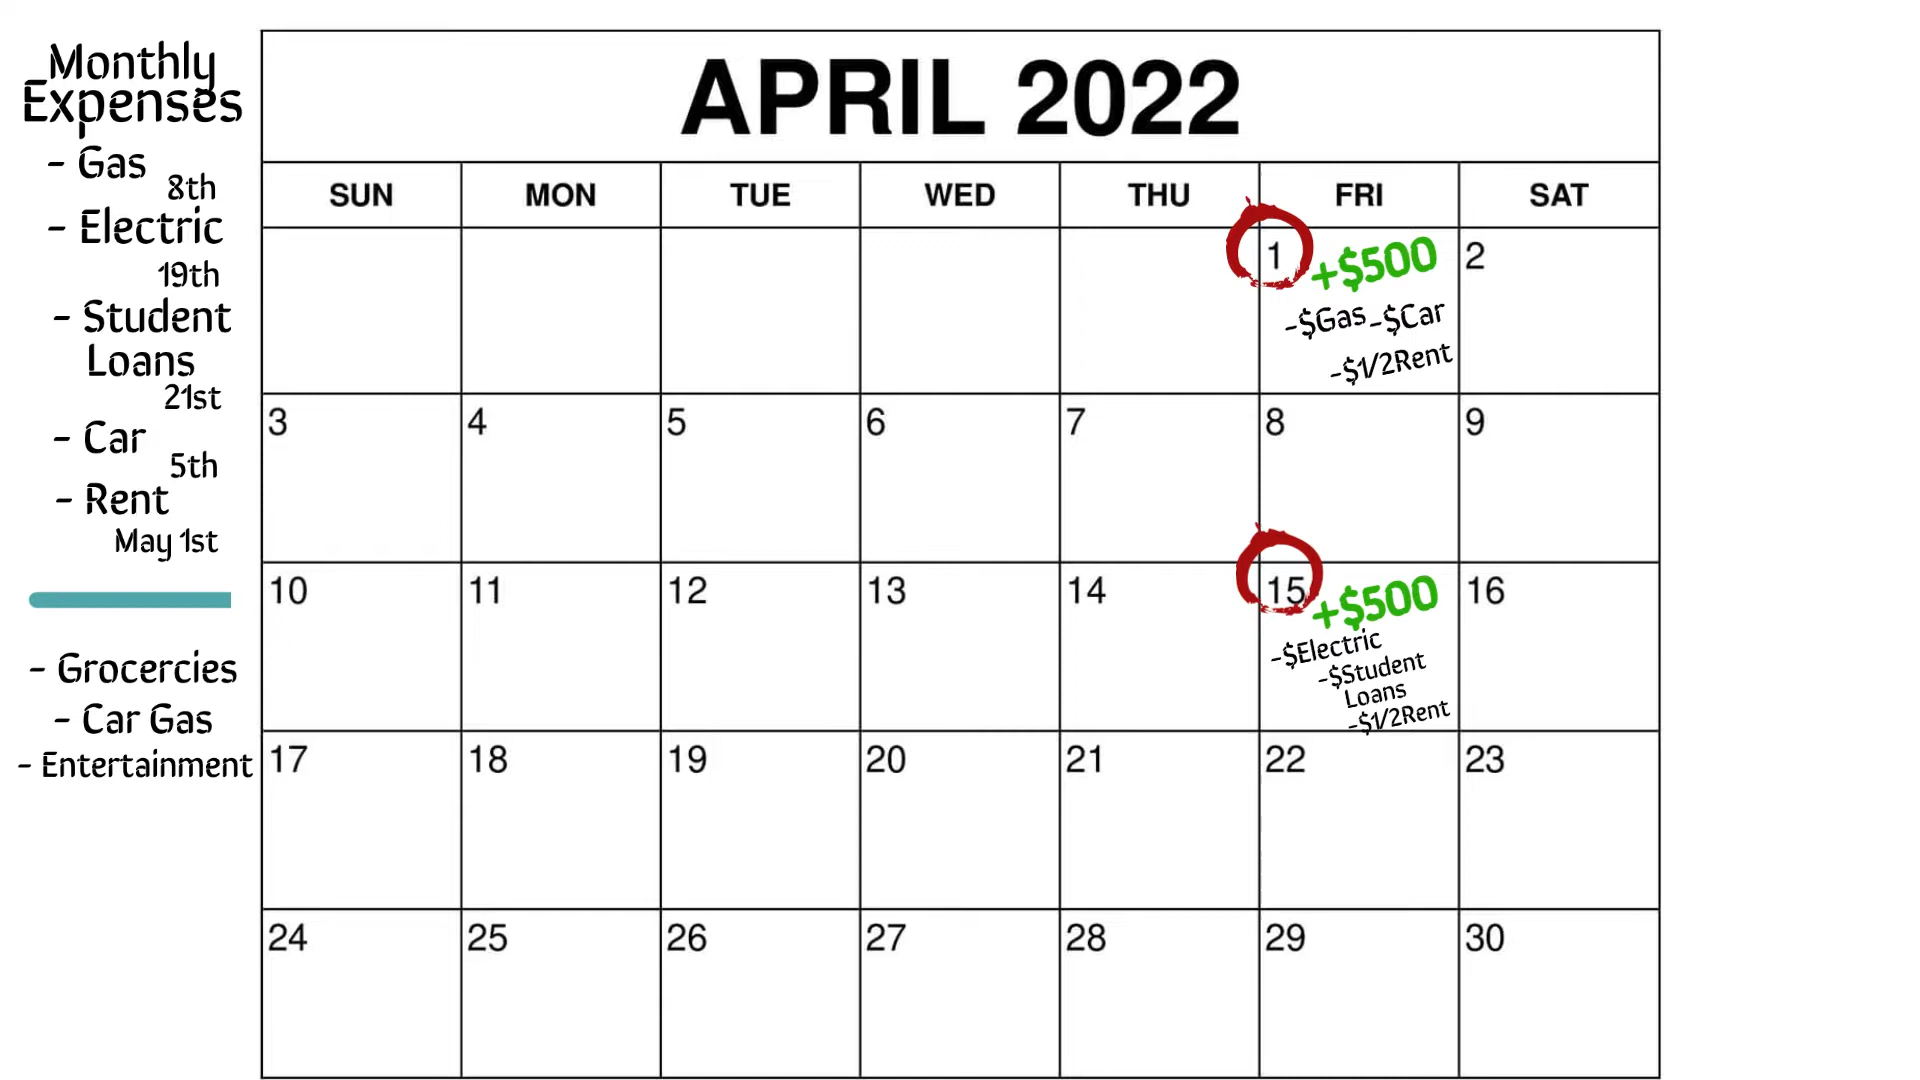 Monthly
Expenses
- Gas
8th
- Electric
19th
- Student
Loans
21st
- Car
5th
- Rent
May 1st
- Grocercies
- Car Gas
- Entertainment
APRIL 2022
SUN MON TUE WED THU FRI SAT
1 +$500 2
-$Gas -$Car
-$1/2Rent
3 4 5 6 7 8 9
10 11 12 13 14 15 +$500 16
-$Electric
-$Student
Loans
-$1/2Rent
17 18 19 20 21 22 23
24 25 26 27 28 29 30